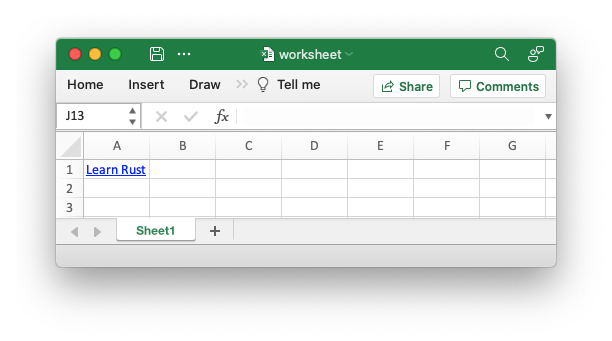 worksheet
Home Insert Draw Tell me Share Comments
J13 fx
A B C D E F G
1 Learn Rust
2
3
Sheet1 +